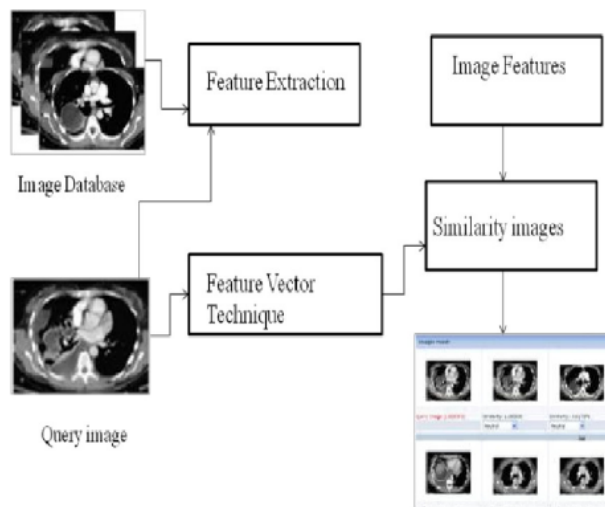 Feature Extraction
Image Features
Image Database
Similarity images
Feature Vector
Technique
Query image